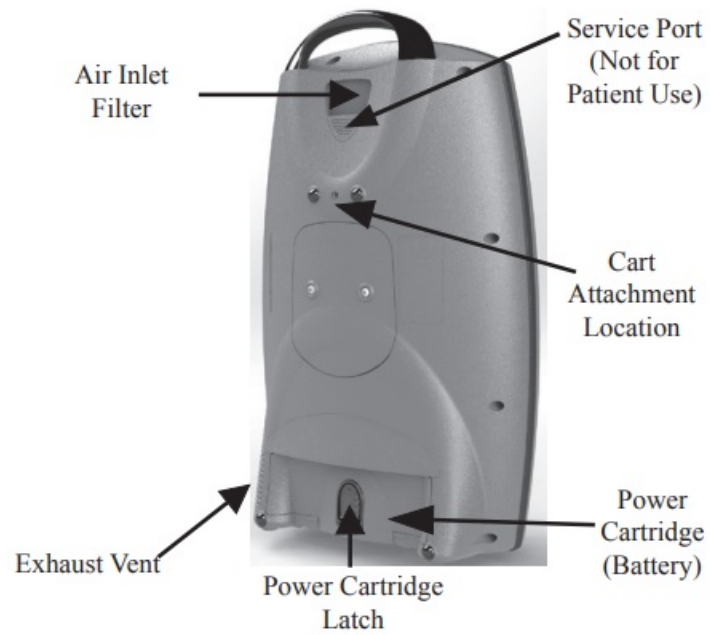 Service Port
(Not for
Patient Use)
Air Inlet
Filter
Cart
Attachment
Location
Power
Cartridge
(Battery)
Exhaust Vent
Power Cartridge
Latch